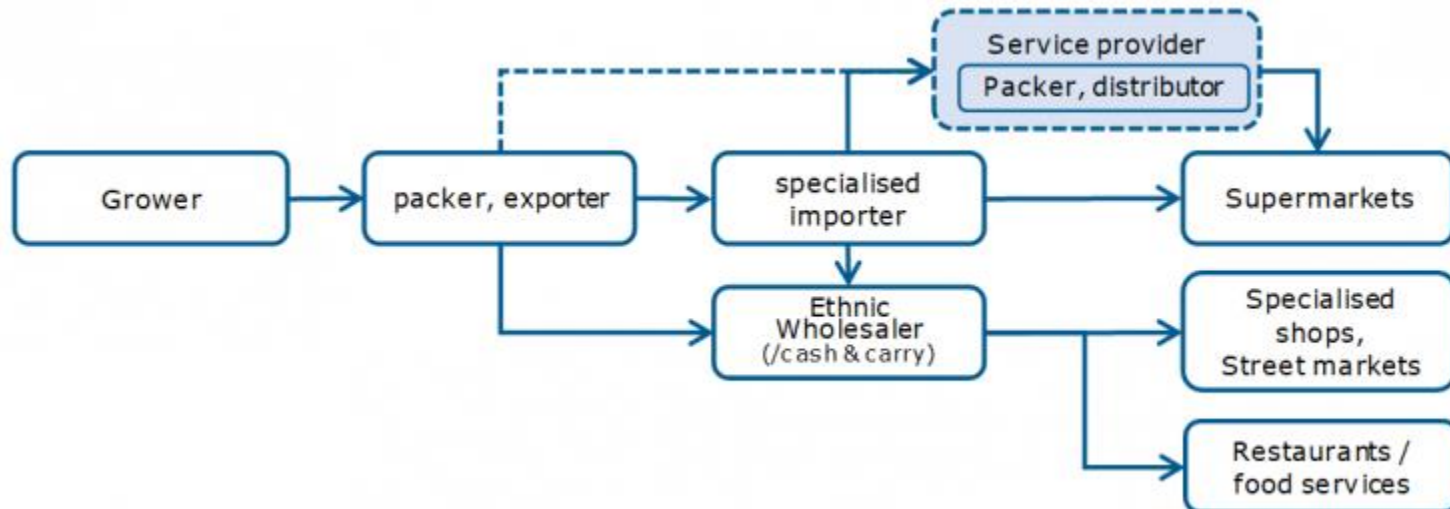 Service provider
Packer, distributor
Grower
packer, exporter
specialised
importer
Supermarkets
Ethnic
Wholesaler
(/cash & carry)
Specialised
shops,
Street markets
Restaurants /
food services